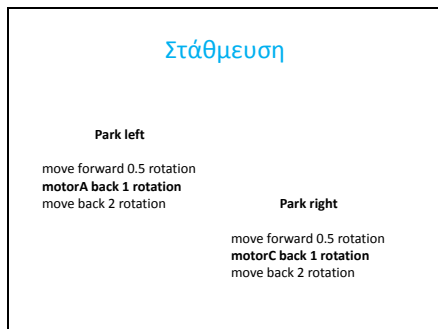 Στάθμευση
Park left
move forward 0.5 rotation
motorA back 1 rotation
move back 2 rotation
Park right
move forward 0.5 rotation
motorC back 1 rotation
move back 2 rotation